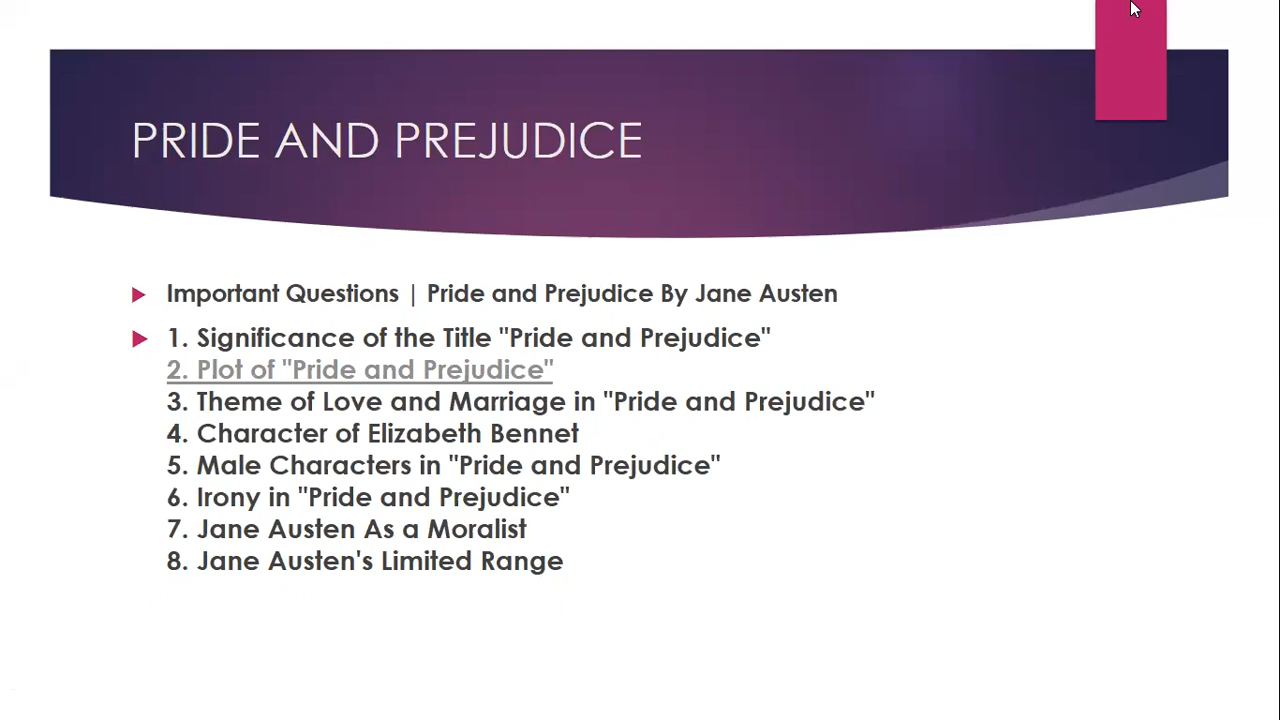 PRIDE AND PREJUDICE
Important Questions | Pride and Prejudice By Jane Austen
1. Significance of the Title "Pride and Prejudice"
2. Plot of "Pride and Prejudice"
3. Theme of Love and Marriage in "Pride and Prejudice"
4. Character of Elizabeth Bennet
5. Male Characters in "Pride and Prejudice"
6. Irony in "Pride and Prejudice"
7. Jane Austen As a Moralist
8. Jane Austen's Limited Range